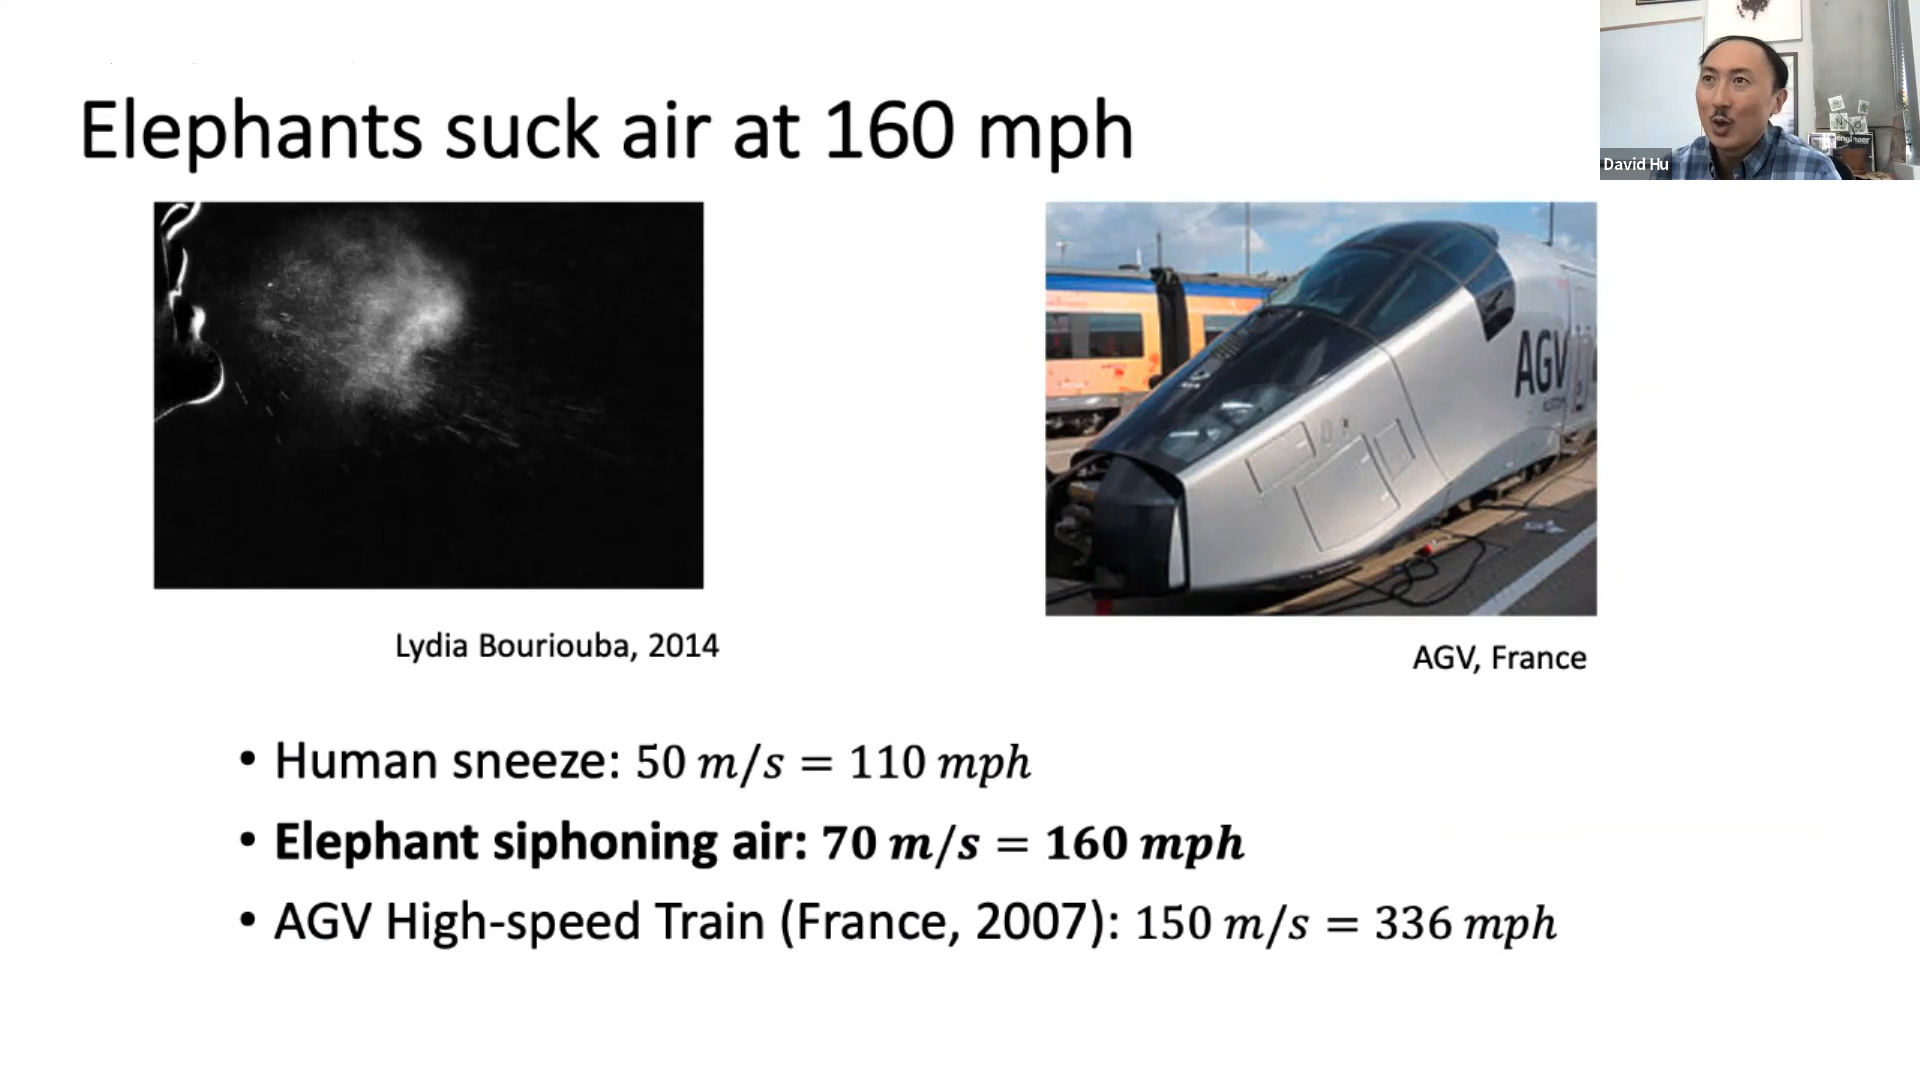 Elephants suck air at 160 mph
David Hu
AGV
Lydia Bouriouba, 2014
AGV, France
• Human sneeze: 50 m/s = 110 mph
• Elephant siphoning air: 70 m/s = 160 mph
• AGV High-speed Train (France, 2007): 150 m/s = 336 mph